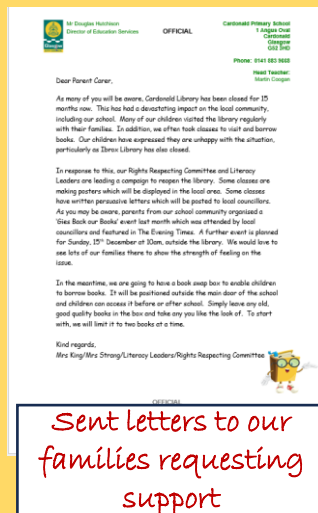 Mr Douglas Hutchison
Director of Education Services
OFFICIAL
Cardonald Primary School
1 Angus Oval
Cardonald
Glasgow
G52 3HD
Phone: 0141 883 9668
Head Teacher:
Martin Coogan
Dear Parent Carer,
As many of you will be aware, Cardonald Library has been closed for 15
months now. This has had a devastating impact on the local community,
including our school. Many of our children visited the library regularly
with their families. In addition, we often took classes to visit and borrow
books. Our children have expressed they are unhappy with the situation,
particularly as Ibrox Library has also closed.
In response to this, our Rights Respecting Committee and Literacy
Leaders are leading a campaign to reopen the library. Some classes are
making posters which will be displayed in the local area. Some classes
have written persuasive letters which will be posted to local councillors.
As you may be aware, parents from our school community organised a
'Gies Back our Books' event last month which was attended by local
councillors and featured in The Evening Times. A further event is planned
for Sunday, 15th December at 10am, outside the library. We would love to
see lots of our families there to show the strength of feeling on the
issue.
In the meantime, we are going to have a book swap box to enable children
to borrow books. It will be positioned outside the main door of the school
and children can access it before or after school. Simply leave any old,
good quality books in the box and take any you like the look of. To start
with, we will limit it to two books at a time.
Kind regards,
Mrs King/Mrs Strang/Literacy Leaders/Rights Respecting Committee
OFFICIAL
Sent letters to our
families requesting
support